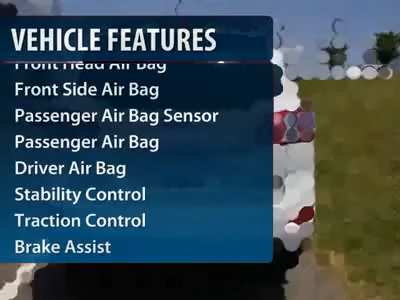 VEHICLE FEATURES
Front Head Air Bag
Front Side Air Bag
Passenger Air Bag Sensor
Passenger Air Bag
Driver Air Bag
Stability Control
Traction Control
Brake Assist